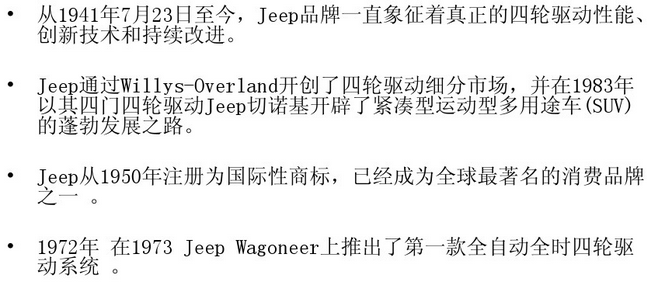 • 从1941年7月23日至今，Jeep品牌一直象征着真正的四轮驱动性能、
创新技术和持续改进。
• Jeep通过Willys-Overland开创了四轮驱动细分市场，并在1983年
以其四门四轮驱动Jeep切诺基开辟了紧凑型运动型多用途车(SUV)
的蓬勃发展之路。
• Jeep从1950年注册为国际性商标，已经成为全球最著名的消费品牌
之一 。
• 1972年 在1973 Jeep Wagoneer上推出了第一款全自动全时四轮驱
动系统 。